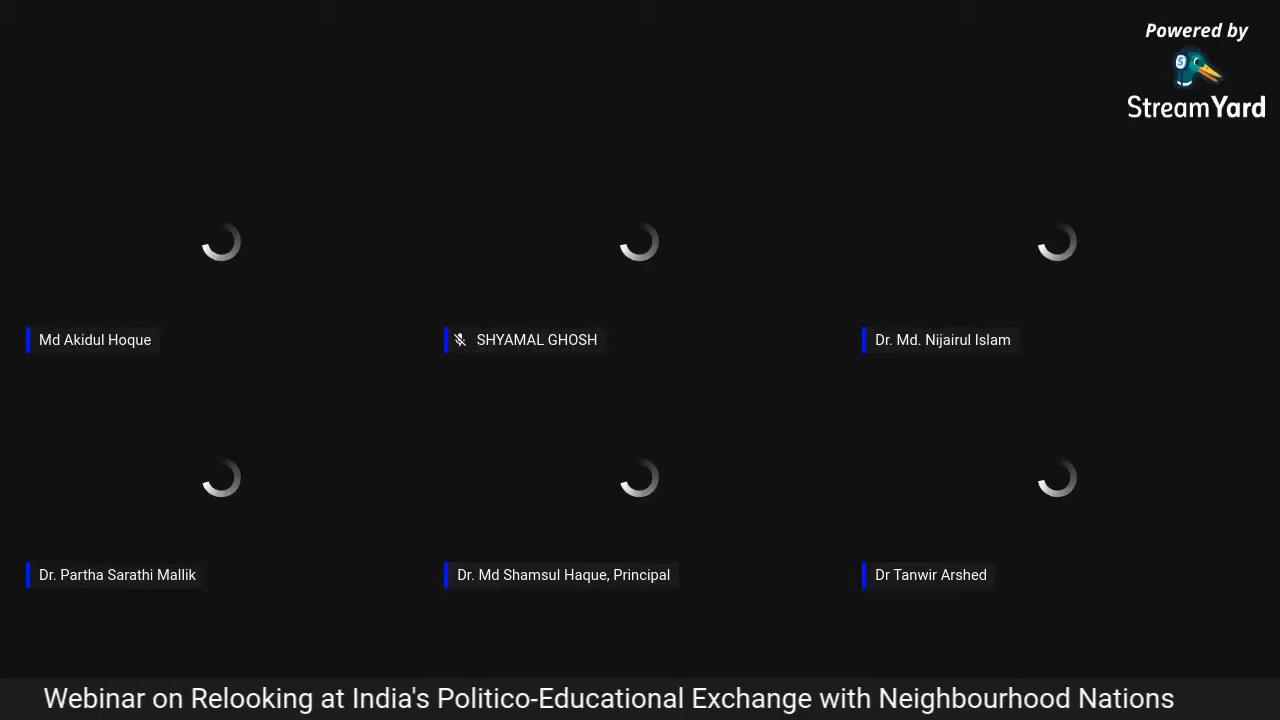 Powered by
S
StreamYard
Md Akidul Hoque
SHYAMAL GHOSH
Dr. Md. Nijairul Islam
Dr. Partha Sarathi Mallik
Dr. Md Shamsul Haque, Principal
Dr Tanwir Arshed
Webinar on Relooking at India's Politico-Educational Exchange with Neighbourhood Nations